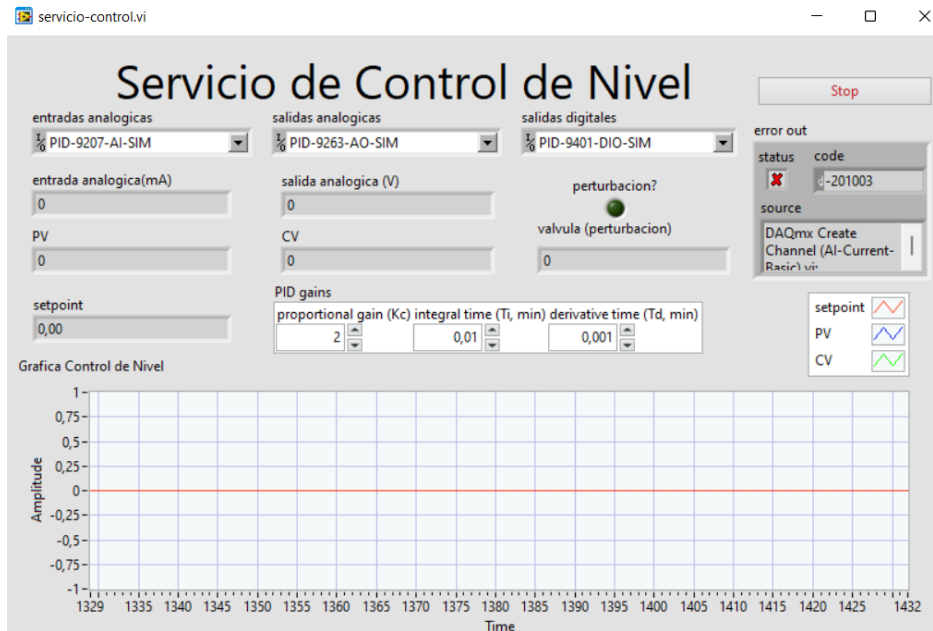 servicio-control.vi
Servicio de Control de Nivel
Stop
entradas analogicas
salidas analogicas
salidas digitales
PID-9207-AI-SIM
PID-9263-AO-SIM
PID-9401-DIO-SIM
error out
status
code
-201003
source
DAQmx Create
Channel (AI-Current-
Basic).vi:
entrada analogica(mA)
0
salida analogica (V)
0
perturbacion?
valvula (perturbacion)
0
PV
0
CV
0
setpoint
0,00
PID gains
proportional gain (Kc) integral time (Ti, min) derivative time (Td, min)
2
0,01
0,001
setpoint
PV
CV
Grafica Control de Nivel
1
0,75
0,5
0,25
0
-0,25
-0,5
-0,75
-1
Amplitude
1329 1335 1340 1345 1350 1355 1360 1365 1370 1375 1380 1385 1390 1395 1400 1405 1410 1415 1420 1425 1432
Time